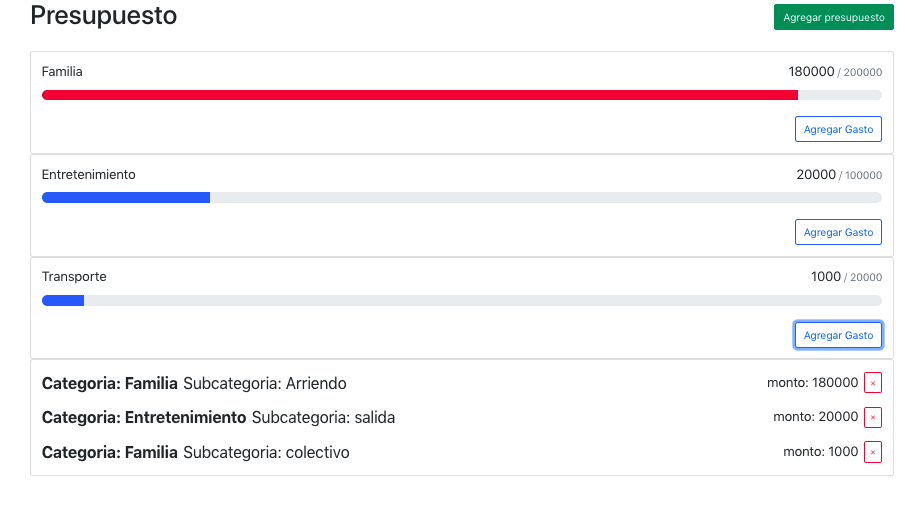 Presupuesto
Agregar presupuesto
Familia
180000 / 200000
Agregar Gasto
Entretenimiento
20000 / 100000
Agregar Gasto
Transporte
1000 / 20000
Agregar Gasto
Categoria: Familia Subcategoria: Arriendo
monto: 180000 ×
Categoria: Entretenimiento Subcategoria: salida
monto: 20000 ×
Categoria: Familia Subcategoria: colectivo
monto: 1000 ×